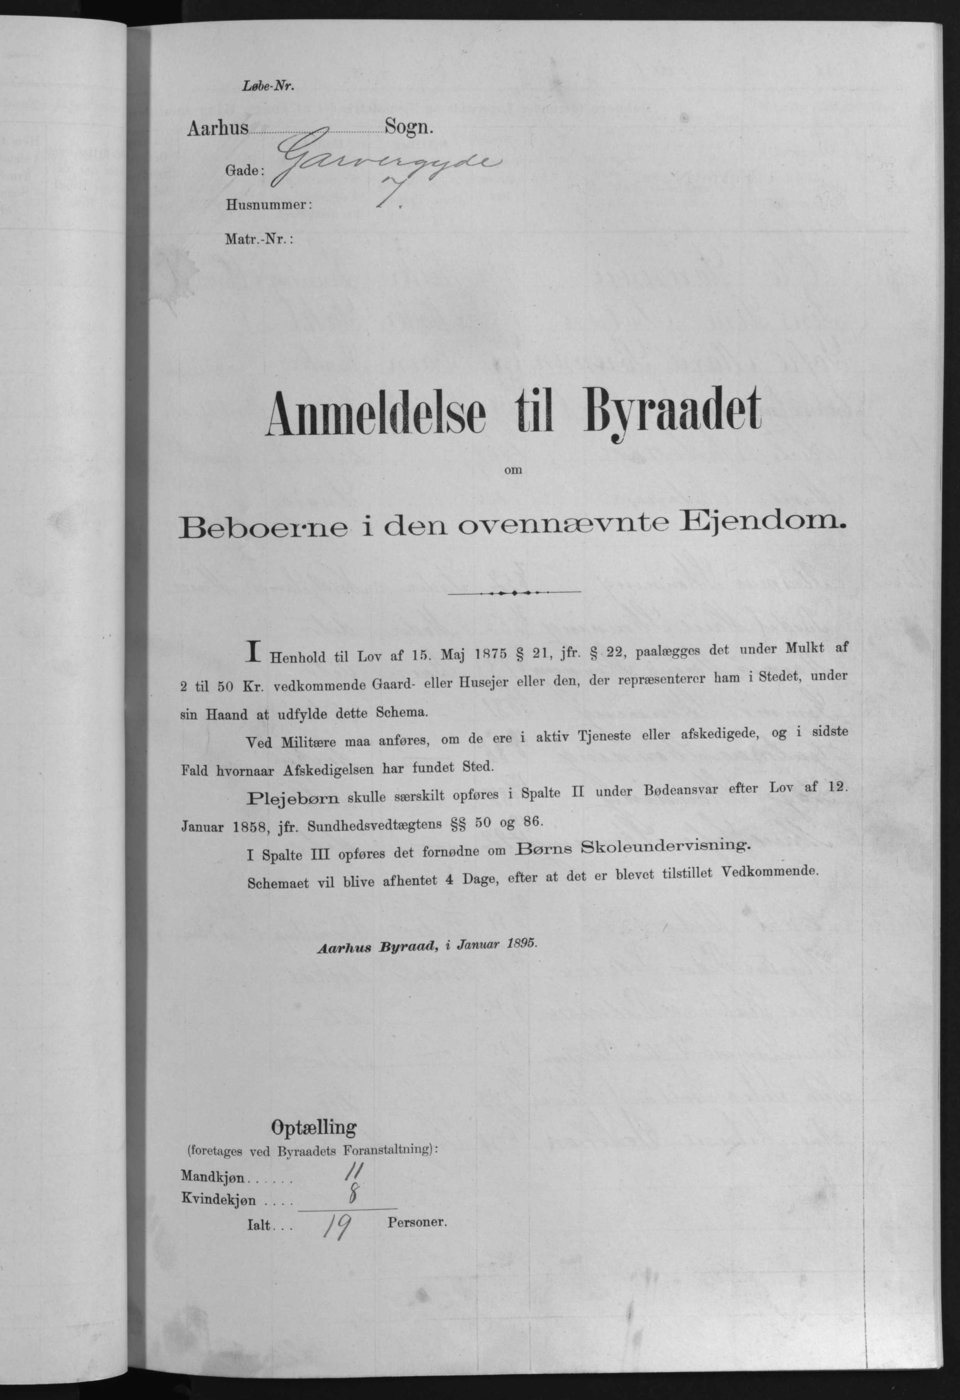 Løbe-Nr.
Aarhus Sogn.
Gade: Garvergyde
Husnummer: 7.
Matr.-Nr.:
Anmeldelse til Byraadet
om
Beboerne i den ovennævnte Ejendom.
I Henhold til Lov af 15. Maj 1875 § 21, jfr. § 22, paalægges det under Mulkt af
2 til 50 Kr. vedkommende Gaard- eller Husejer eller den, der repræsenterer ham i Stedet, under
sin Haand at udfylde dette Schema.
Ved Militære maa anføres, om de ere i aktiv Tjeneste eller afskedigede, og i sidste
Fald hvornaar Afskedigelsen har fundet Sted.
Plejebørn skulle særskilt opføres i Spalte II under Bødeansvar efter Lov af 12.
Januar 1858, jfr. Sundhedsvedtægtens §§ 50 og 86.
I Spalte III opføres det fornødne om Børns Skoleundervisning.
Schemaet vil blive afhentet 4 Dage, efter at det er blevet tilstillet Vedkommende.
Aarhus Byraad, i Januar 1895.
Optælling
(foretages ved Byraadets Foranstaltning):
Mandkjøn...... 11
Kvindekjøn .... 8
Ialt... 19 Personer.